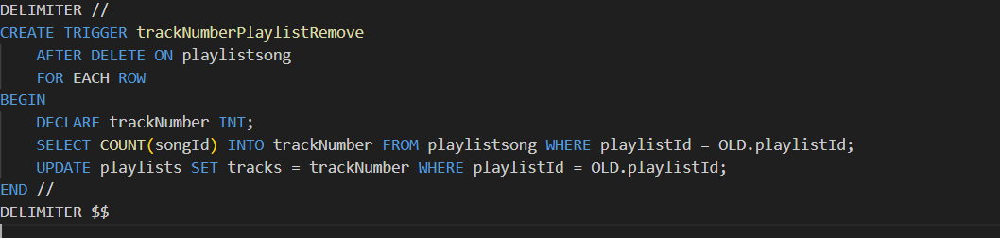 DELIMITER //
CREATE TRIGGER trackNumberPlaylistRemove
    AFTER DELETE ON playlistsong
    FOR EACH ROW
BEGIN
    DECLARE trackNumber INT;
    SELECT COUNT(songId) INTO trackNumber FROM playlistsong WHERE playlistId = OLD.playlistId;
    UPDATE playlists SET tracks = trackNumber WHERE playlistId = OLD.playlistId;
END //
DELIMITER $$